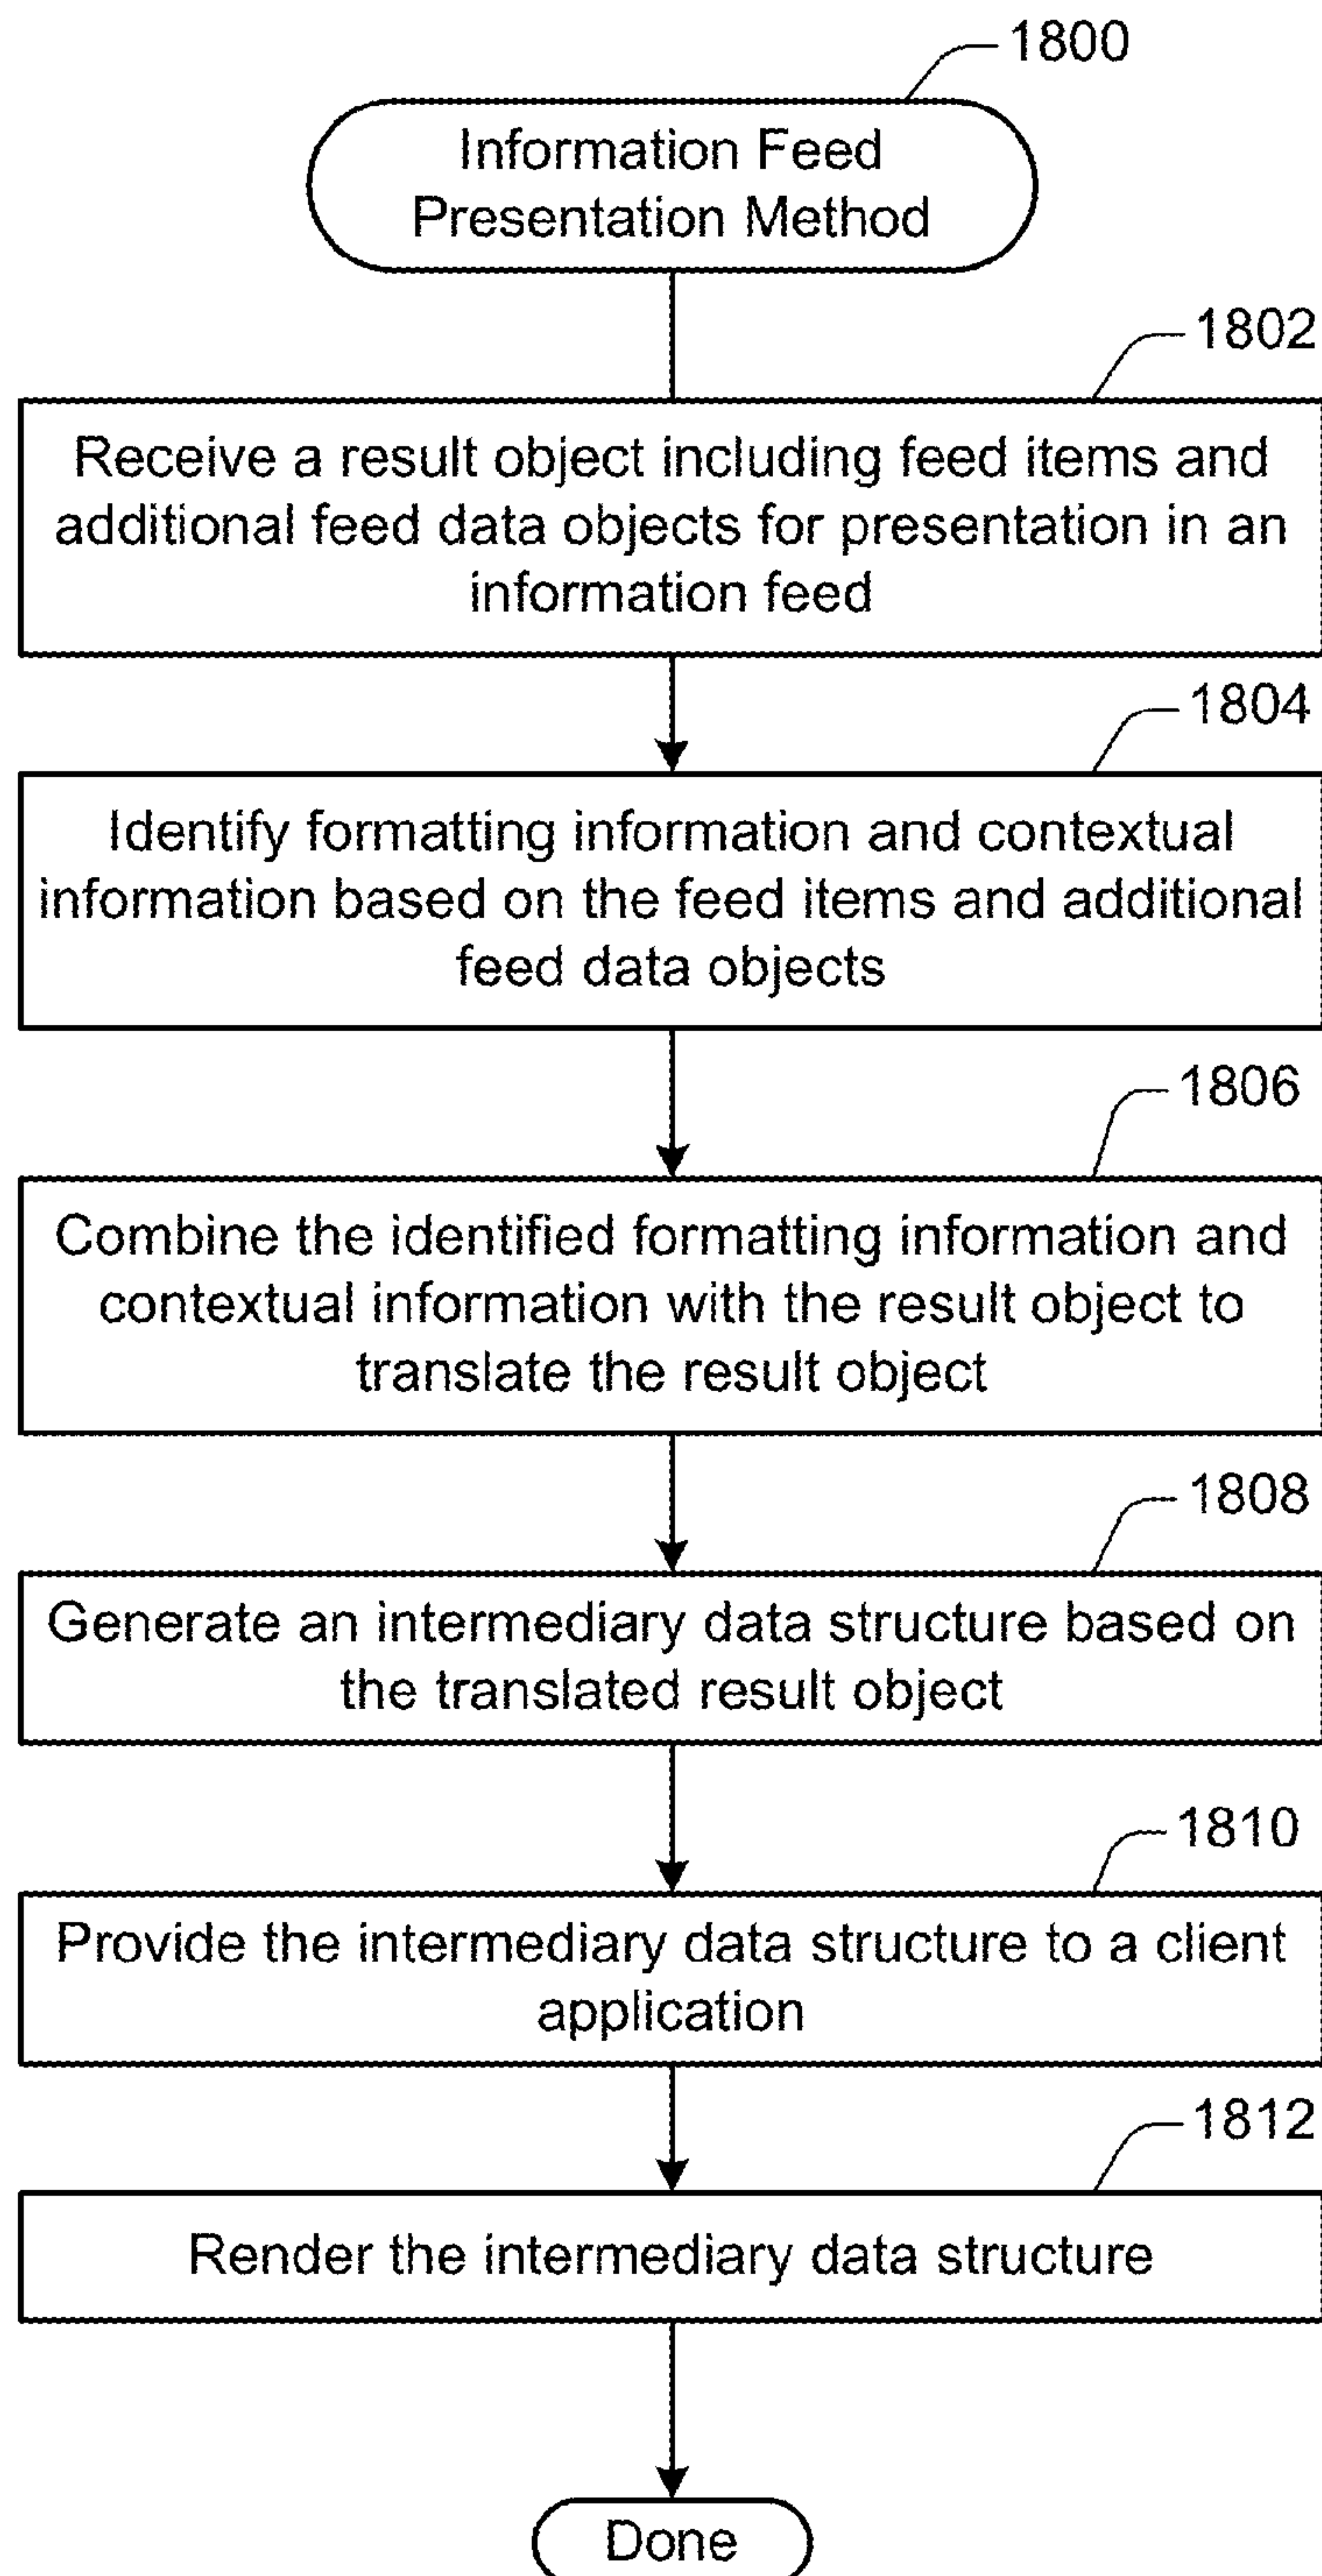 1800
Information Feed
Presentation Method
1802
Receive a result object including feed items and
additional feed data objects for presentation in an
information feed
1804
Identify formatting information and contextual
information based on the feed items and additional
feed data objects
1806
Combine the identified formatting information and
contextual information with the result object to
translate the result object
1808
Generate an intermediary data structure based on
the translated result object
1810
Provide the intermediary data structure to a client
application
1812
Render the intermediary data structure
Done